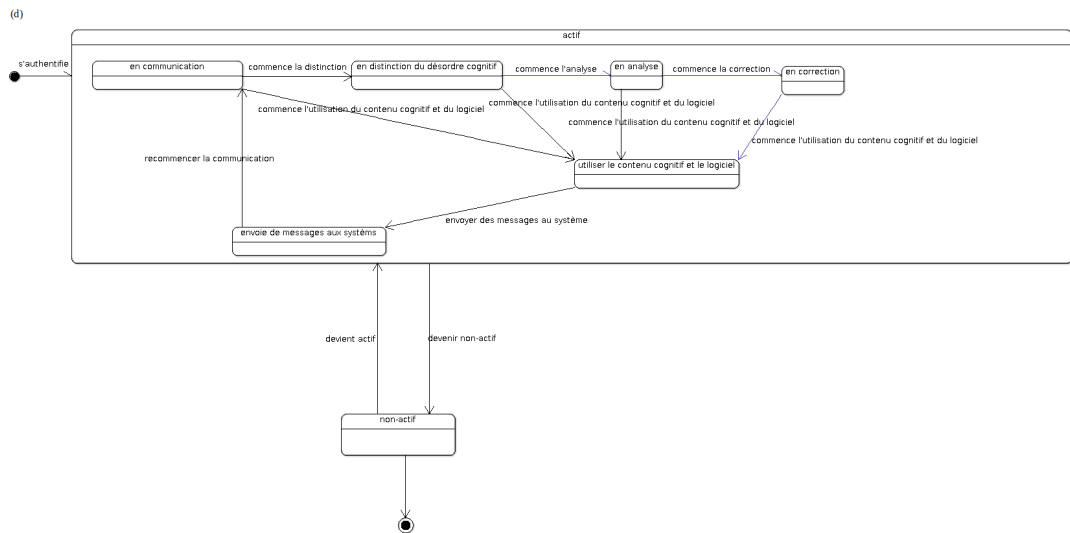 (d)
actif
s'authentifie
en communication
commence la distinction
en distinction du désordre cognitif
commence l'analyse
en analyse
commence la correction
en correction
commence l'utilisation du contenu cognitif et du logiciel
commence l'utilisation du contenu cognitif et du logiciel
commence l'utilisation du contenu cognitif et du logiciel
commence l'utilisation du contenu cognitif et du logiciel
recommencer la communication
utiliser le contenu cognitif et le logiciel
envoyer des messages au système
envoie de messages aux systèms
devient actif
devenir non-actif
non-actif